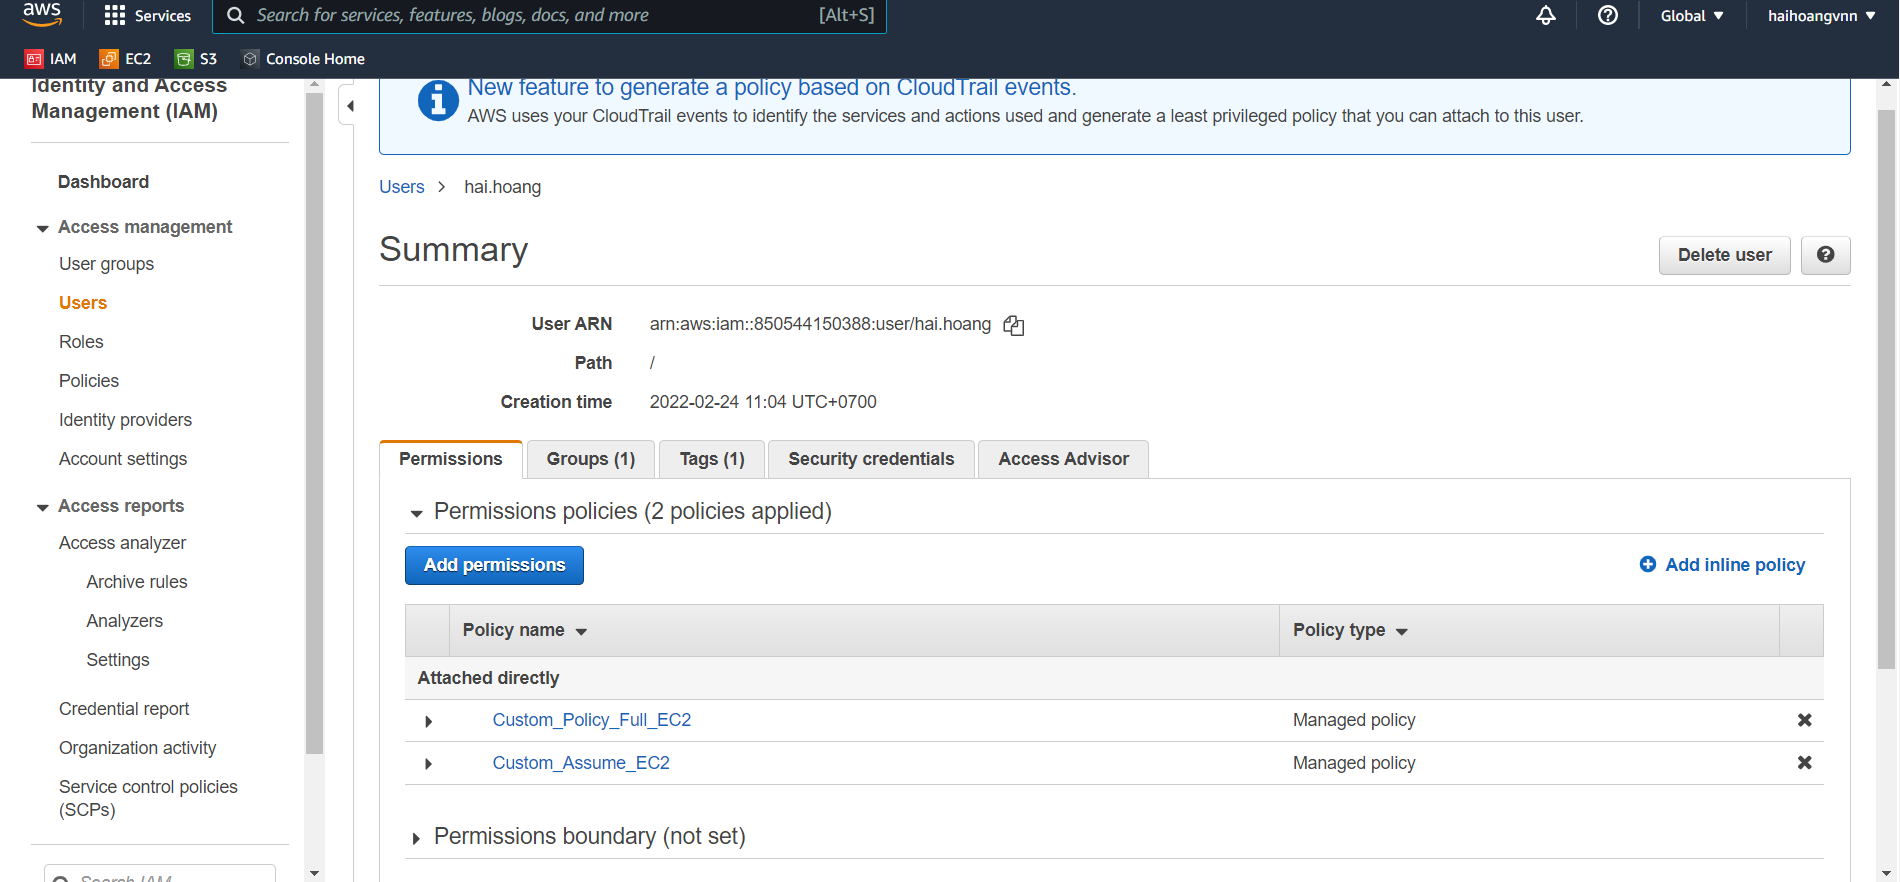 aws
Services
Search for services, features, blogs, docs, and more
[Alt+S]
Global
haihoangvnn
IAM
EC2
S3
Console Home
Identity and Access
Management (IAM)
Dashboard
Access management
User groups
Users
Roles
Policies
Identity providers
Account settings
Access reports
Access analyzer
Archive rules
Analyzers
Settings
Credential report
Organization activity
Service control policies
(SCPs)
Search IAM
New feature to generate a policy based on CloudTrail events.
AWS uses your CloudTrail events to identify the services and actions used and generate a least privileged policy that you can attach to this user.
Users > hai.hoang
Summary
Delete user
User ARN arn:aws:iam::850544150388:user/hai.hoang
Path /
Creation time 2022-02-24 11:04 UTC+0700
Permissions
Groups (1)
Tags (1)
Security credentials
Access Advisor
Permissions policies (2 policies applied)
Add permissions
Add inline policy
Policy name
Policy type
Attached directly
Custom_Policy_Full_EC2 Managed policy
Custom_Assume_EC2 Managed policy
Permissions boundary (not set)